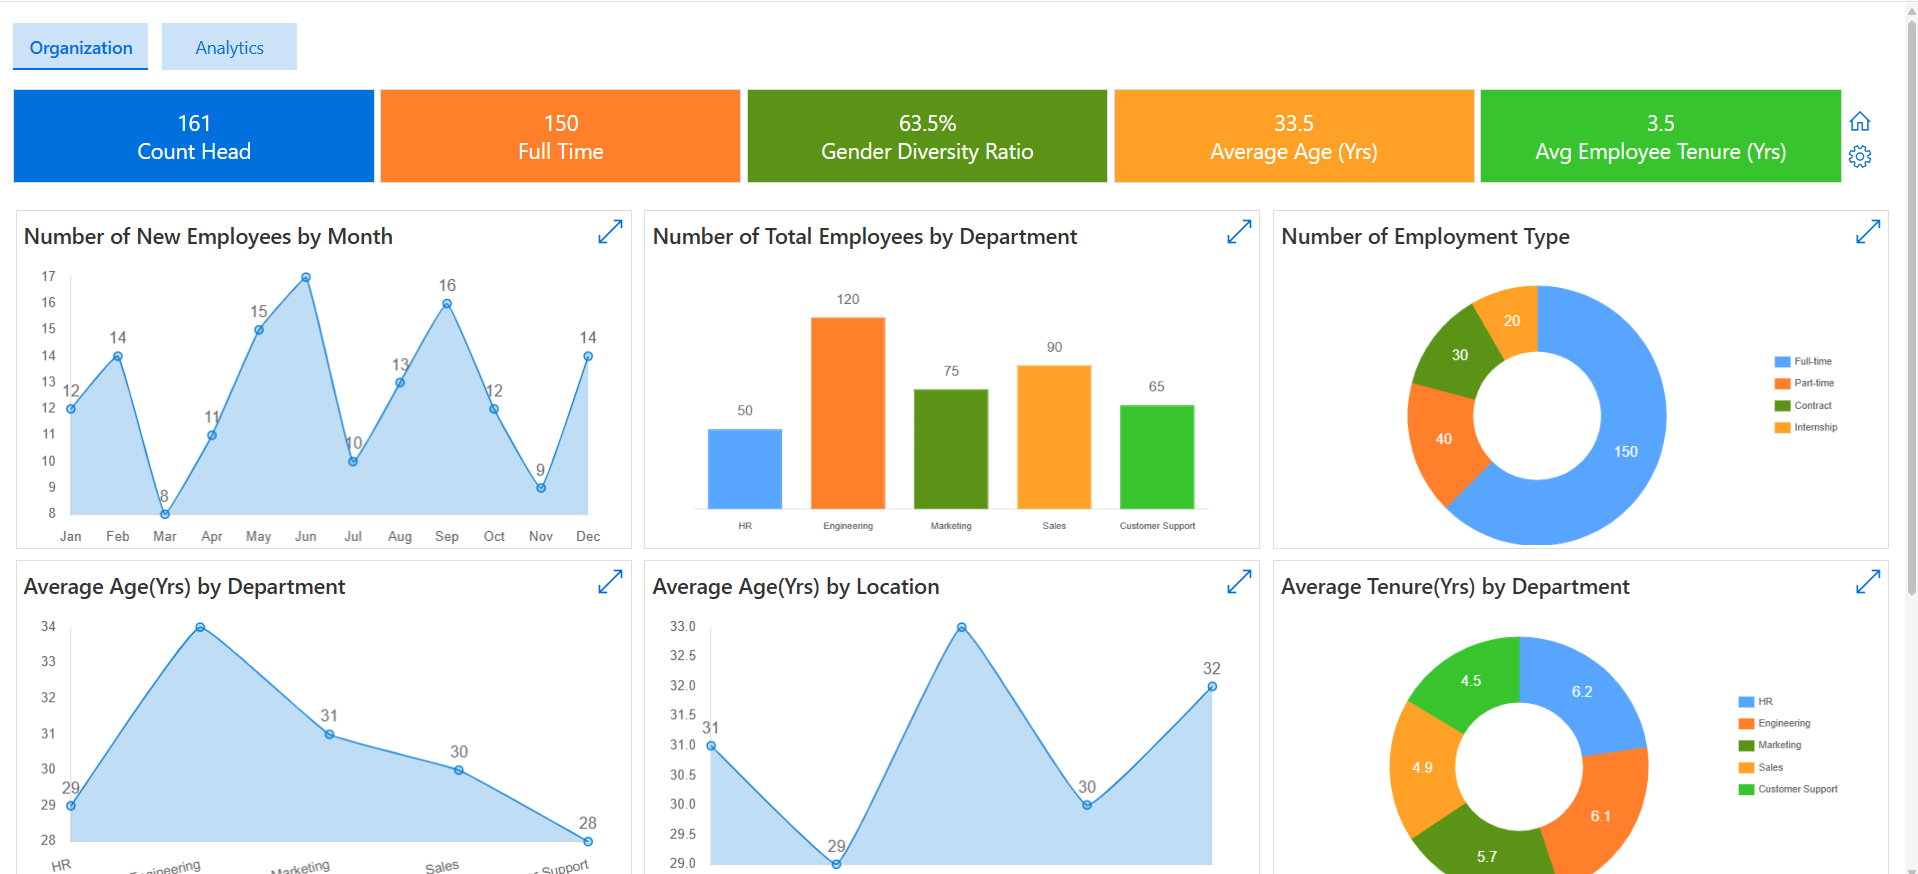 Organization
Analytics
161
Count Head
150
Full Time
63.5%
Gender Diversity Ratio
33.5
Average Age (Yrs)
3.5
Avg Employee Tenure (Yrs)
Number of New Employees by Month
17
16
15
14
13
12
11
10
9
8
12
14
8
11
15
10
13
16
12
9
14
Jan Feb Mar Apr May Jun Jul Aug Sep Oct Nov Dec
Number of Total Employees by Department
50
120
75
90
65
HR Engineering Marketing Sales Customer Support
Number of Employment Type
20
30
40
150
Full-time
Part-time
Contract
Internship
Average Age(Yrs) by Department
34
33
32
31
30
29
28
29
31
30
28
HR
Marketing
Sales
Support
Average Age(Yrs) by Location
33.0
32.5
32.0
31.5
31.0
30.5
30.0
29.5
29.0
31
29
30
32
Average Tenure(Yrs) by Department
4.5
6.2
4.9
6.1
5.7
HR
Engineering
Marketing
Sales
Customer Support